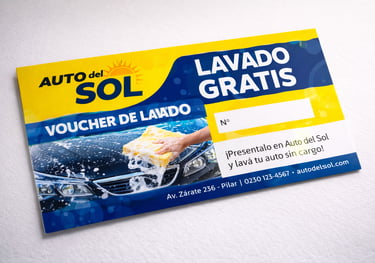 AUTO del
SOL
LAVADO
GRATIS
VOUCHER DE LAVADO
Nº
¡Presentalo en Auto del Sol
y lavá tu auto sin cargo!
Av. Zárate 236 - Pilar | 0230 123-4567 • autodelsol.com